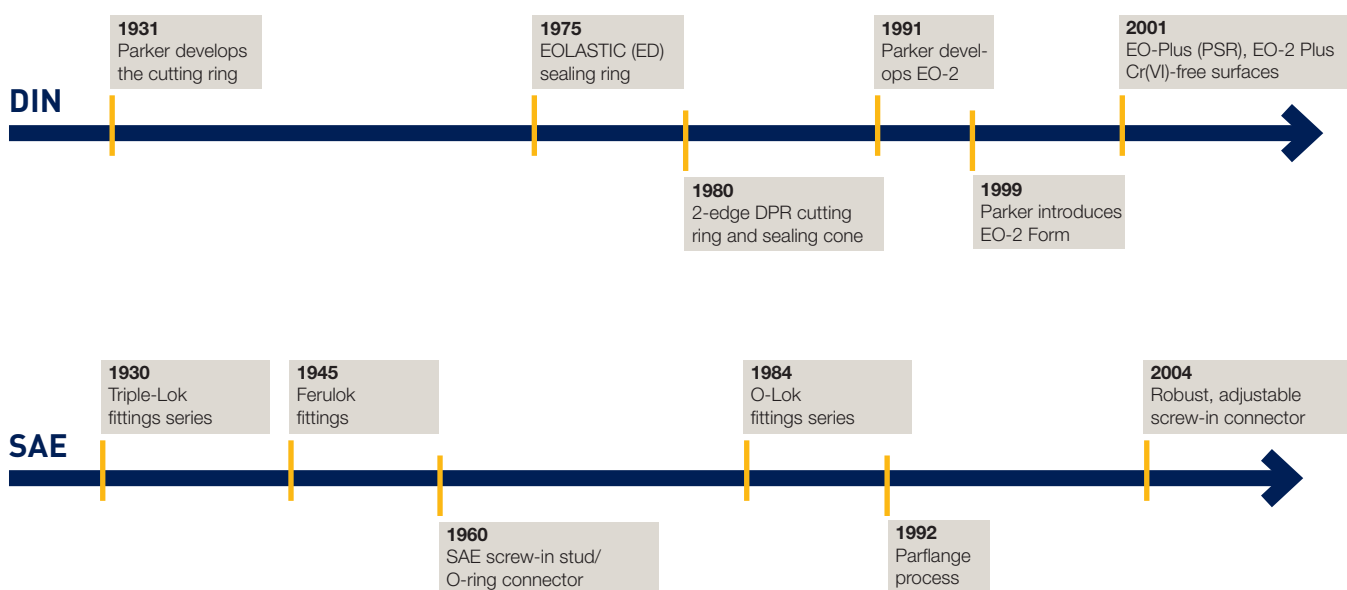 1931
Parker develops
the cutting ring
1975
EOLASTIC (ED)
sealing ring
1991
Parker devel-
ops EO-2
2001
EO-Plus (PSR), EO-2 Plus
Cr(VI)-free surfaces
DIN
1980
2-edge DPR cutting
ring and sealing cone
1999
Parker introduces
EO-2 Form
1930
Triple-Lok
fittings series
1945
Ferulok
fittings
1984
O-Lok
fittings series
2004
Robust, adjustable
screw-in connector
SAE
1960
SAE screw-in stud/
O-ring connector
1992
Parflange
process